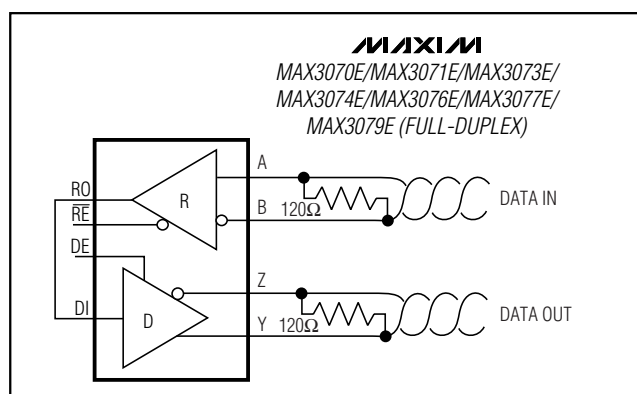 MAXIM
MAX3070E/MAX3071E/MAX3073E/
MAX3074E/MAX3076E/MAX3077E/
MAX3079E (FULL-DUPLEX)
A
RO
R
DATA IN
B
120Ω
RE
DE
Z
DI
D
DATA OUT
Y
120Ω